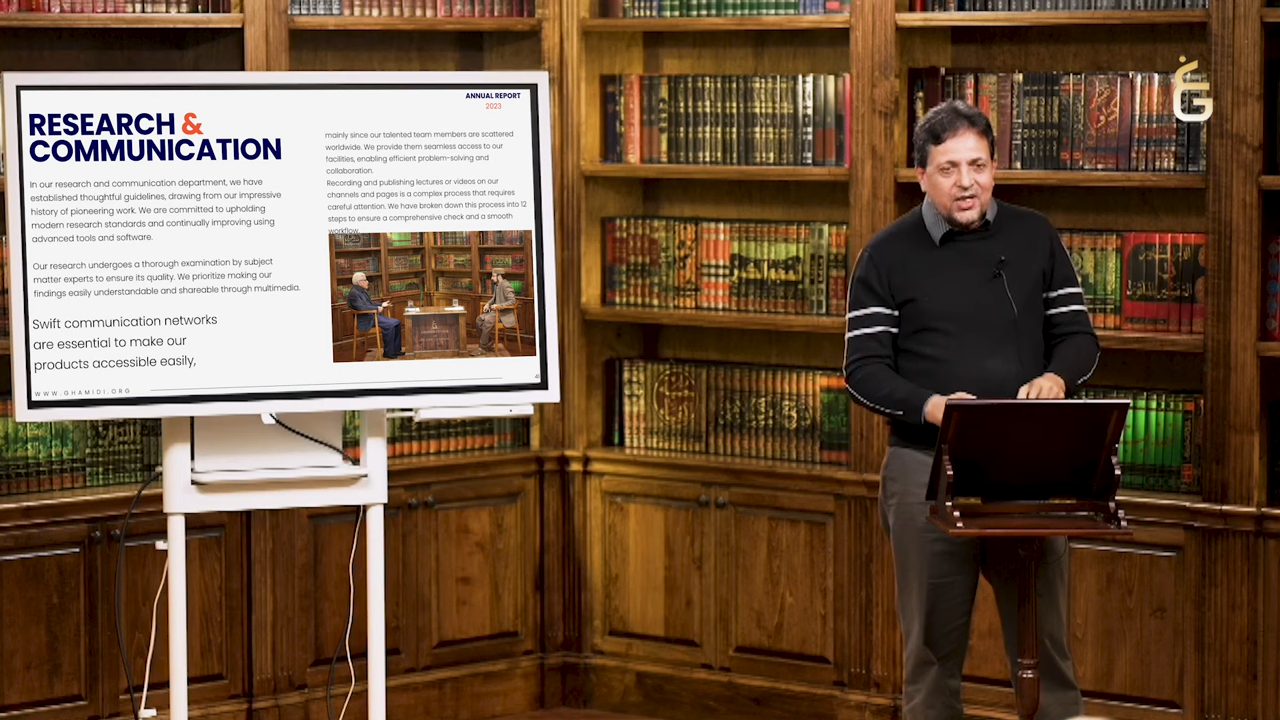 ANNUAL REPORT
2023
RESEARCH &
COMMUNICATION
In our research and communication department, we have
established thoughtful guidelines, drawing from our impressive
history of pioneering work. We are committed to upholding
modern research standards and continually improving using
advanced tools and software.
Our research undergoes a thorough examination by subject
matter experts to ensure its quality. We prioritize making our
findings easily understandable and shareable through multimedia.
Swift communication networks
are essential to make our
products accessible easily,
mainly since our talented team members are scattered
worldwide. We provide them seamless access to our
facilities, enabling efficient problem-solving and
collaboration.
Recording and publishing lectures or videos on our
channels and pages is a complex process that requires
careful attention. We have broken down this process into 12
steps to ensure a comprehensive check and a smooth
workflow.
WWW.GHAMIDI.ORG